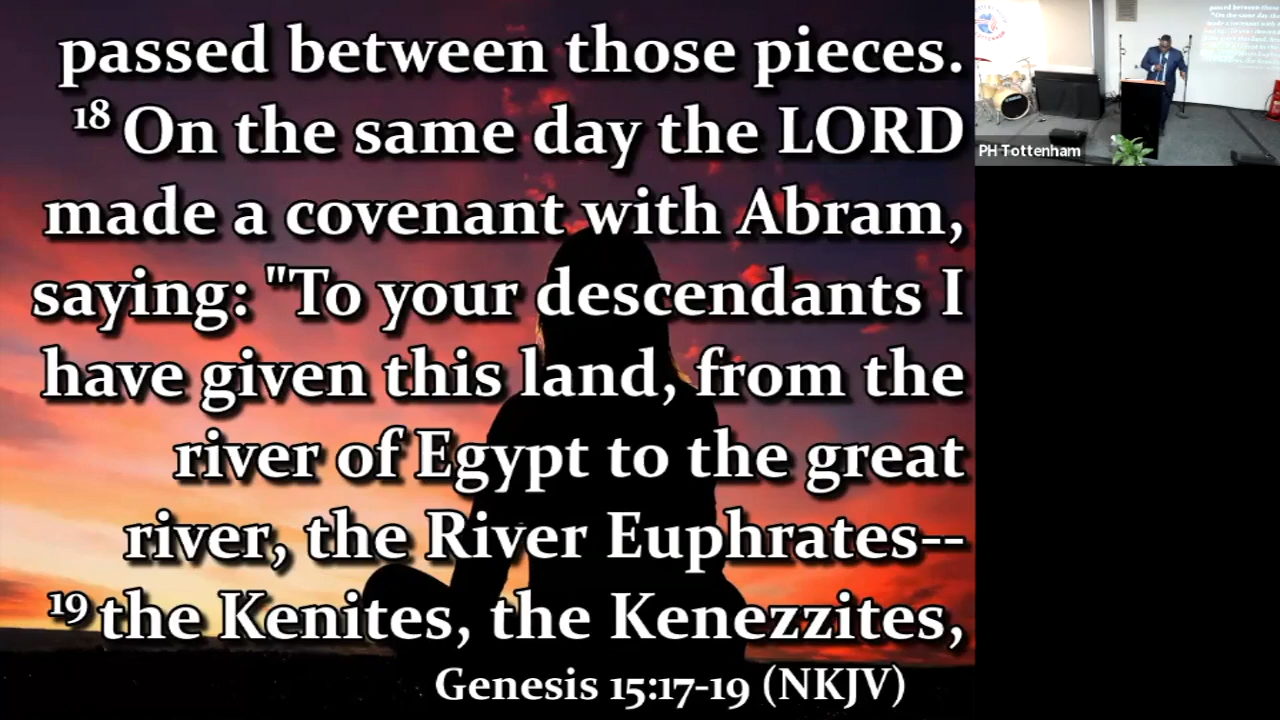 passed between those pieces.
18 On the same day the LORD
made a covenant with Abram,
saying: "To your descendants I
have given this land, from the
river of Egypt to the great
river, the River Euphrates--
19 the Kenites, the Kenezzites,
Genesis 15:17-19 (NKJV)
PH Tottenham